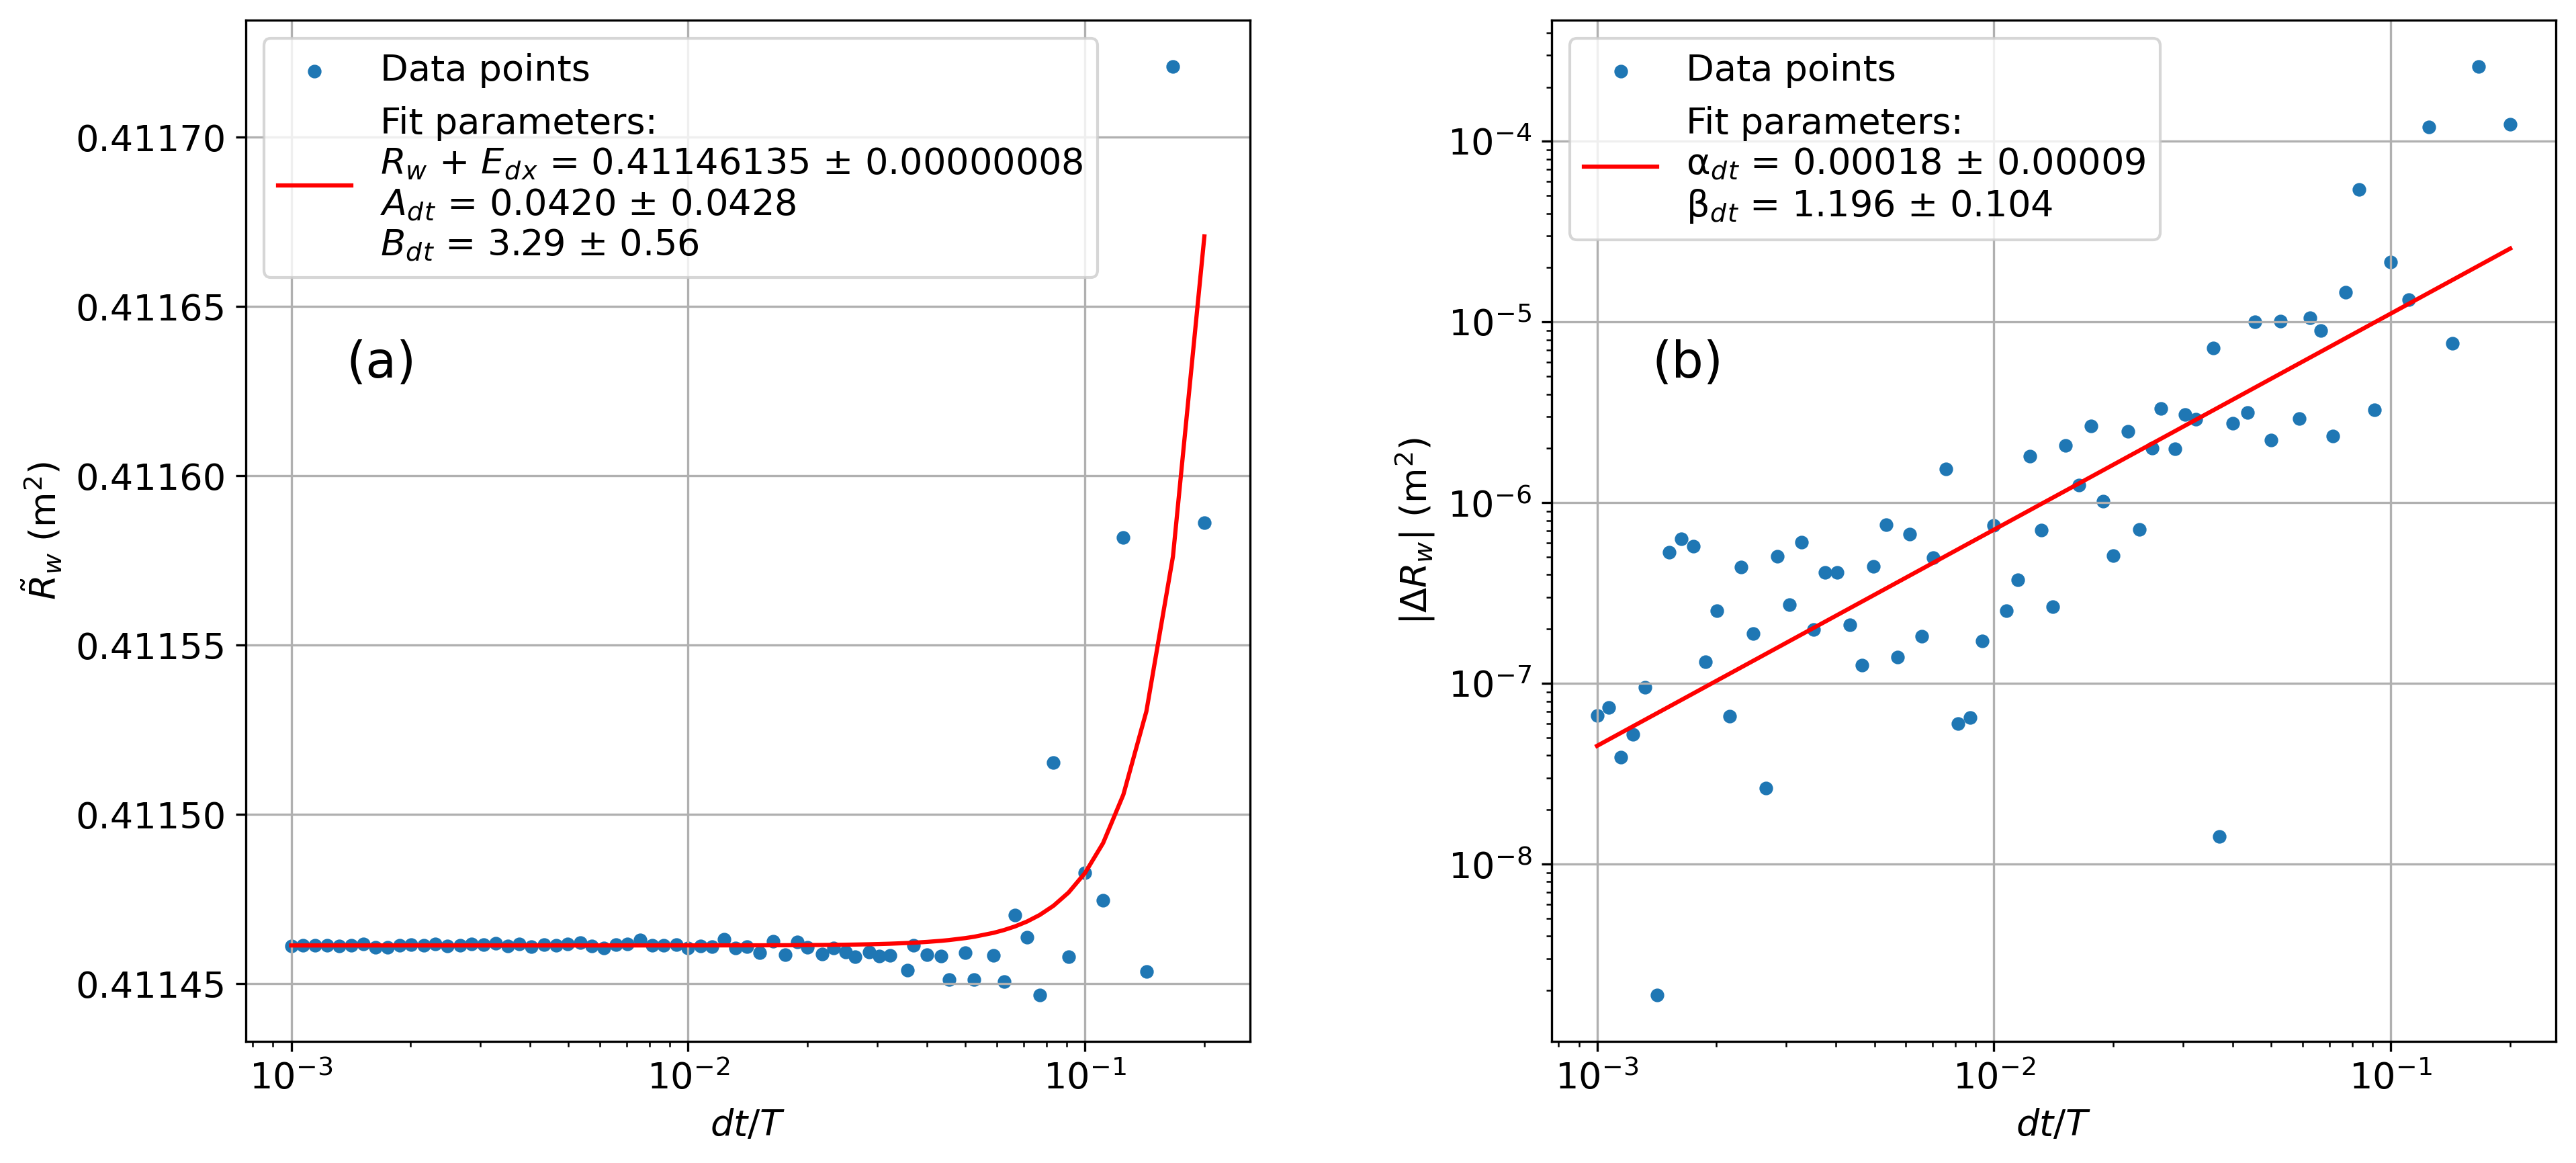 Data points
Fit parameters:
R_w + E_dx = 0.41146135 ± 0.00000008
A_dt = 0.0420 ± 0.0428
B_dt = 3.29 ± 0.56
(a)
0.41170
0.41165
0.41160
0.41155
0.41150
0.41145
R̃_w (m²)
10⁻³ 10⁻² 10⁻¹
dt/T
Data points
Fit parameters:
α_dt = 0.00018 ± 0.00009
β_dt = 1.196 ± 0.104
(b)
10⁻⁴
10⁻⁵
10⁻⁶
10⁻⁷
10⁻⁸
|ΔR_w| (m²)
10⁻³ 10⁻² 10⁻¹
dt/T